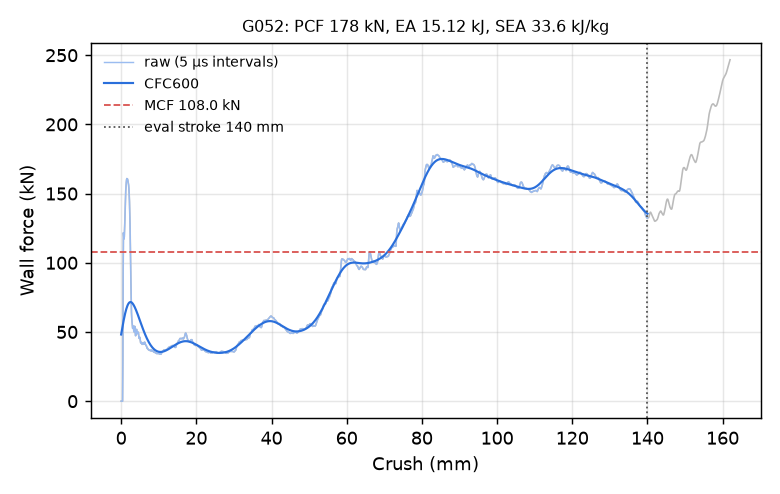 G052: PCF 178 kN, EA 15.12 kJ, SEA 33.6 kJ/kg
250
200
150
100
50
0
Wall force (kN)
raw (5 µs intervals)
CFC600
MCF 108.0 kN
eval stroke 140 mm
0 20 40 60 80 100 120 140 160
Crush (mm)